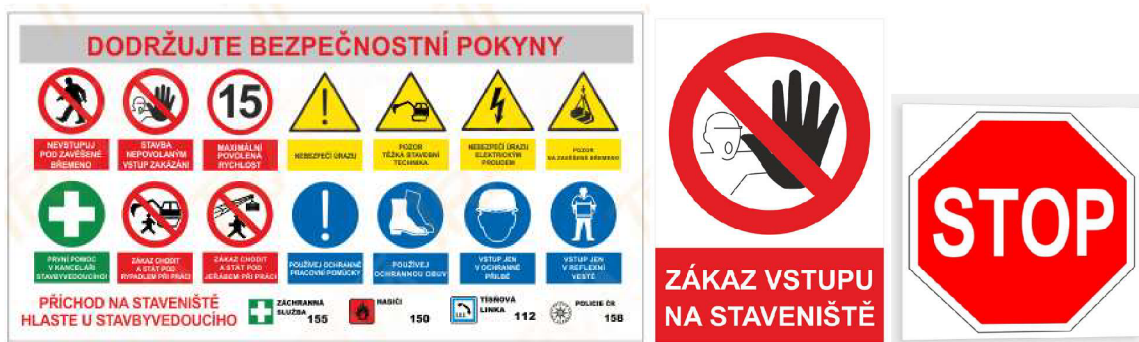 DODRŽUJTE BEZPEČNOSTNÍ POKYNY
15
NEVSTUPUJ
POD ZAVĚŠENÉ
BŘEMENO
STAVBA
NEPOVOLANÝM
VSTUP ZAKÁZÁN!
MAXIMÁLNÍ
POVOLENÁ
RYCHLOST
NEBEZPEČÍ ÚRAZU
POZOR
TĚŽKÁ STAVEBNÍ
TECHNIKA
NEBEZPEČÍ ÚRAZU
ELEKTRICKÝM
PROUDEM
POZOR
NA ZAVĚŠENÉ BŘEMENO
PRVNÍ POMOC
V KANCELÁŘI
STAVBYVEDOUCÍHO
ZÁKAZ CHODIT
A STÁT POD
RYPADLEM PŘI PRÁCI
ZÁKAZ CHODIT
A STÁT POD
JEŘÁBEM PŘI PRÁCI
POUŽÍVEJ OCHRANNÉ
PRACOVNÍ POMŮCKY
POUŽÍVEJ
OCHRANNOU OBUV
VSTUP JEN
V OCHRANNÉ
PŘILBĚ
VSTUP JEN
V REFLEXNÍ
VESTĚ
PŘÍCHOD NA STAVENIŠTĚ
HLASTE U STAVBYVEDOUCÍHO
ZÁCHRANNÁ
SLUŽBA 155
HASIČI
150
TÍSŇOVÁ
LINKA 112
POLICIE ČR
158
ZÁKAZ VSTUPU
NA STAVENIŠTĚ
STOP